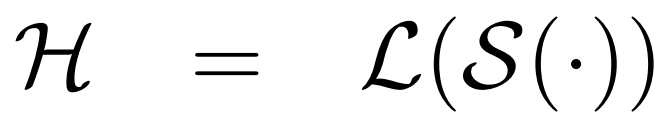 ℋ = ℒ(𝒮(·))